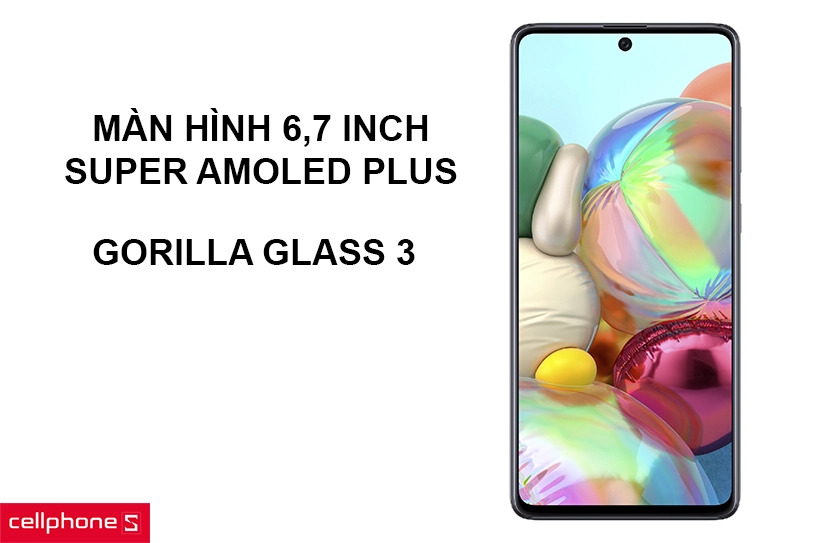 MÀN HÌNH 6,7 INCH
SUPER AMOLED PLUS
GORILLA GLASS 3
cellphone S